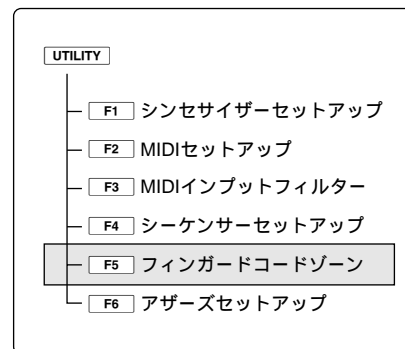 UTILITY
F1 シンセサイザーセットアップ
F2 MIDIセットアップ
F3 MIDIインプットフィルター
F4 シーケンサーセットアップ
F5 フィンガードコードゾーン
F6 アザーズセットアップ